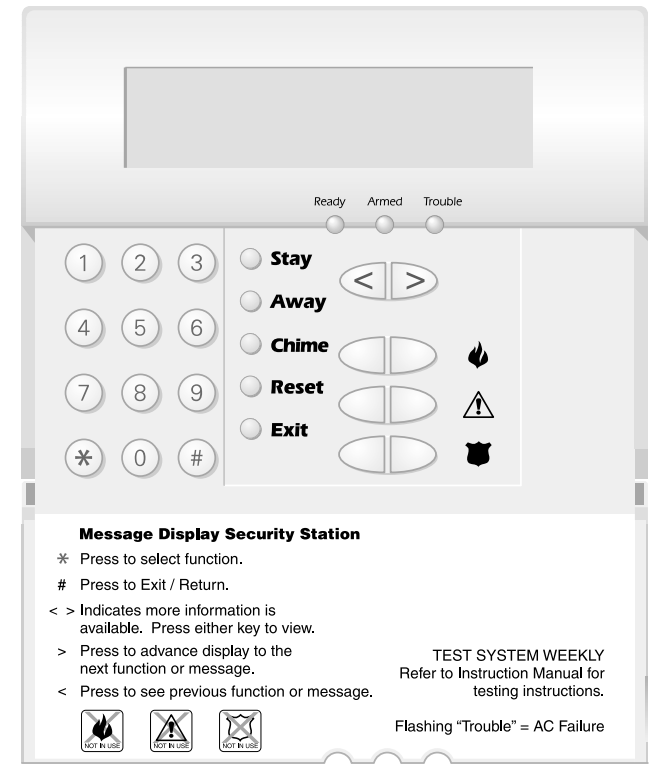 Ready Armed Trouble
1 2 3
4 5 6
7 8 9
* 0 #
Stay
Away
Chime
Reset
Exit
< >
Message Display Security Station
* Press to select function.
# Press to Exit / Return.
< > Indicates more information is
available. Press either key to view.
> Press to advance display to the
next function or message.
< Press to see previous function or message.
NOT IN USE
NOT IN USE
NOT IN USE
TEST SYSTEM WEEKLY
Refer to Instruction Manual for
testing instructions.
Flashing “Trouble” = AC Failure